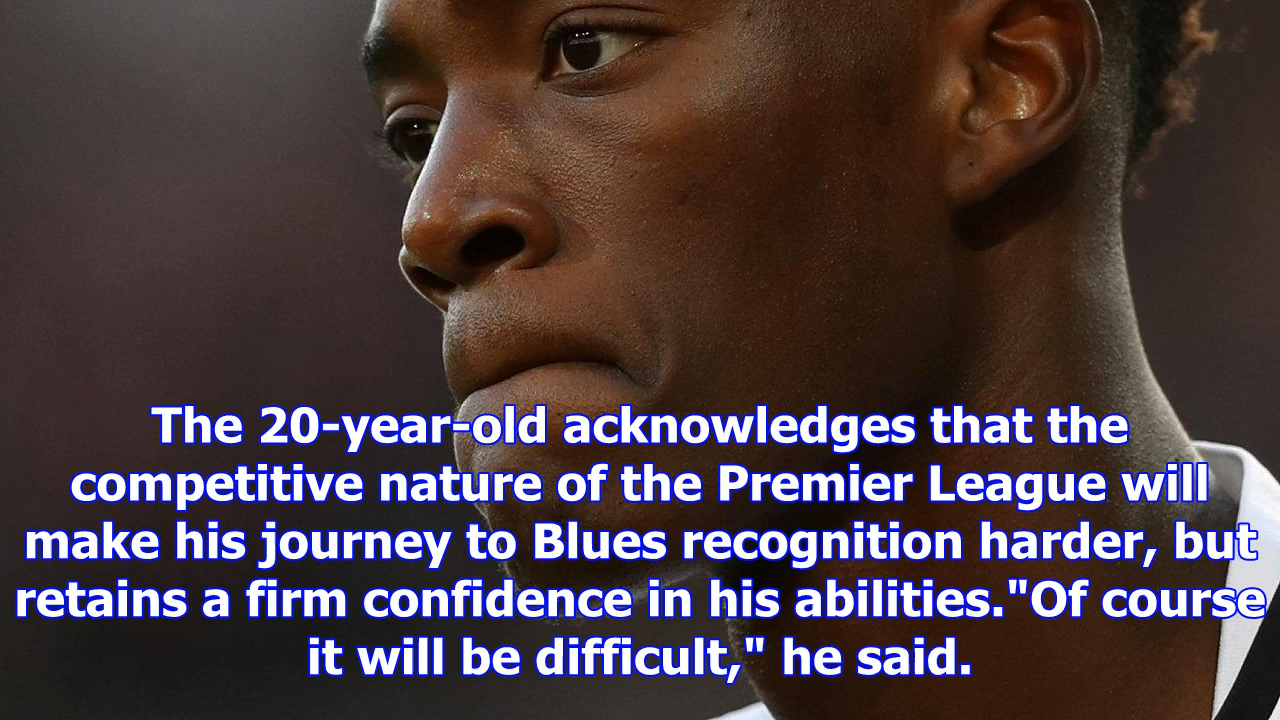 The 20-year-old acknowledges that the
competitive nature of the Premier League will
make his journey to Blues recognition harder, but
retains a firm confidence in his abilities."Of course
it will be difficult," he said.